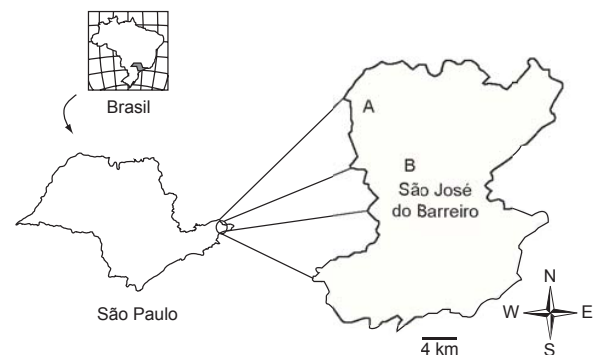 Brasil
A
B
São José
do Barreiro
São Paulo
N
W E
S
4 km